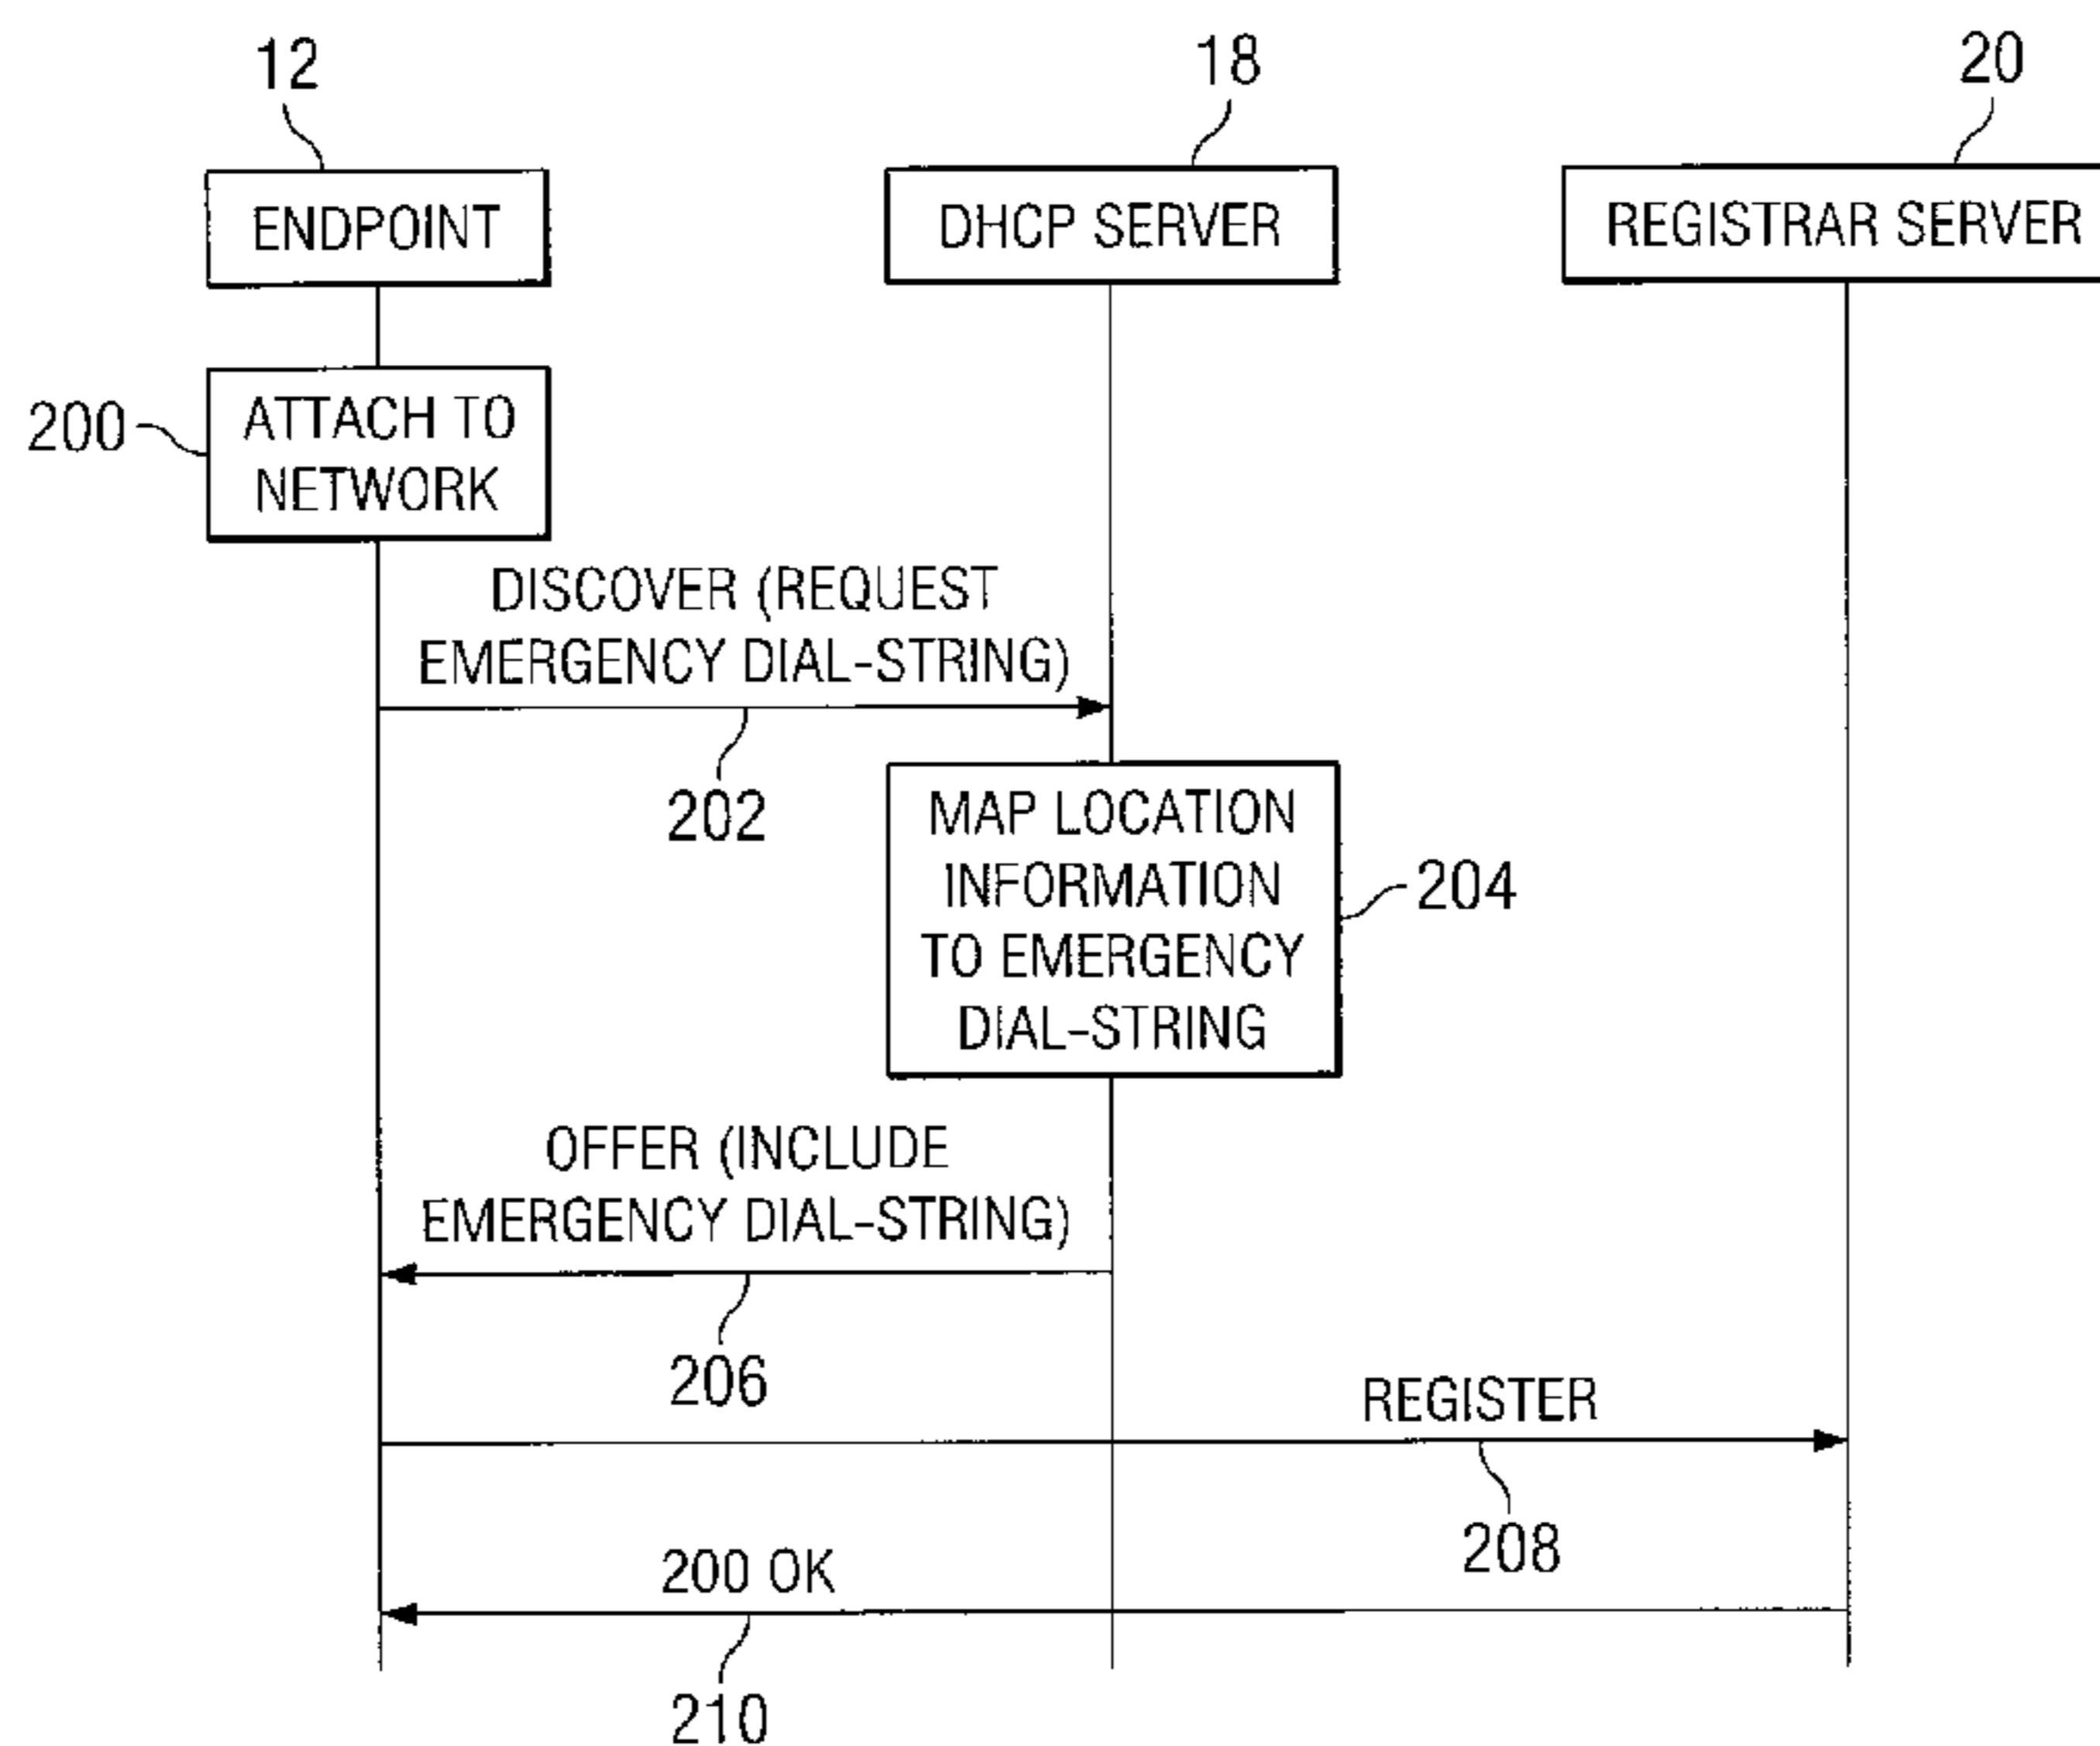 12
18
20
ENDPOINT
DHCP SERVER
REGISTRAR SERVER
200
ATTACH TO
NETWORK
DISCOVER (REQUEST
EMERGENCY DIAL-STRING)
202
MAP LOCATION
INFORMATION
TO EMERGENCY
DIAL-STRING
204
OFFER (INCLUDE
EMERGENCY DIAL-STRING)
206
REGISTER
208
200 OK
210